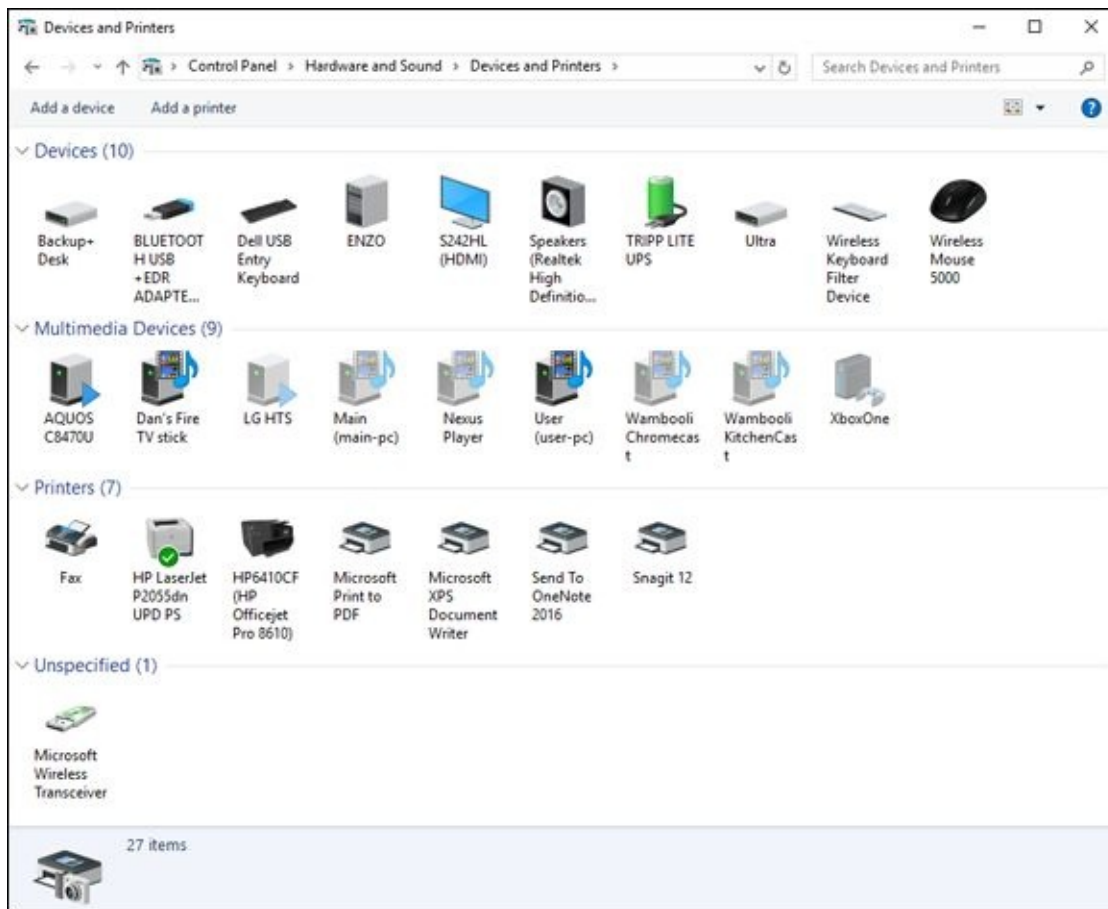 Devices and Printers
Control Panel > Hardware and Sound > Devices and Printers >
Search Devices and Printers
Add a device
Add a printer
Devices (10)
Backup+
Desk
BLUETOOT
H USB
+EDR
ADAPTE...
Dell USB
Entry
Keyboard
ENZO
S242HL
(HDMI)
Speakers
(Realtek
High
Definitio...
TRIPP LITE
UPS
Ultra
Wireless
Keyboard
Filter
Device
Wireless
Mouse
5000
Multimedia Devices (9)
AQUOS
C8470U
Dan's Fire
TV stick
LG HTS
Main
(main-pc)
Nexus
Player
User
(user-pc)
Wambooli
Chromecas
t
Wambooli
KitchenCas
t
XboxOne
Printers (7)
Fax
HP LaserJet
P2055dn
UPD PS
HP6410CF
(HP
Officejet
Pro 8610)
Microsoft
Print to
PDF
Microsoft
XPS
Document
Writer
Send To
OneNote
2016
Snagit 12
Unspecified (1)
Microsoft
Wireless
Transceiver
27 items